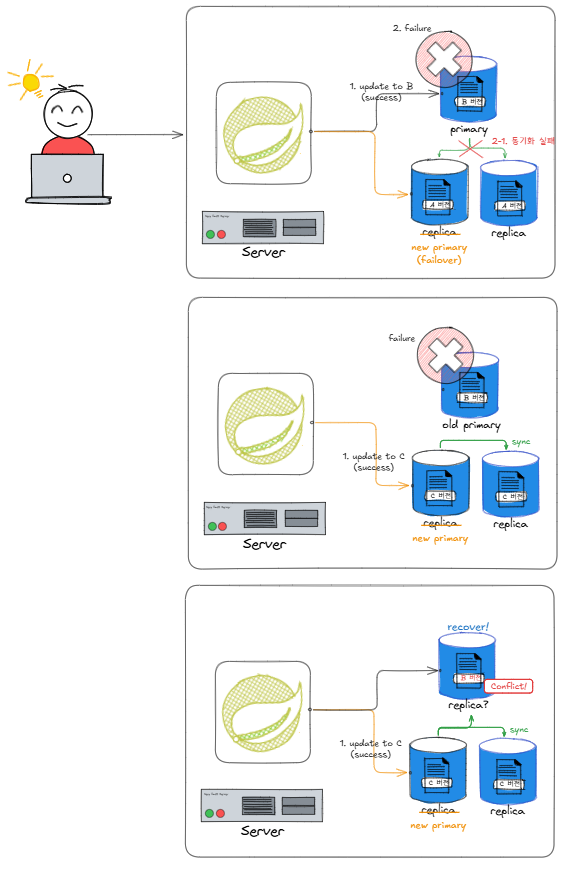 2. failure
1. update to B
(success)
B 버전
primary
2-1. 동기화 실패
A 버전
A 버전
replica
replica
new primary
(failover)
Server
failure
B 버전
old primary
1. update to C
(success)
sync
C 버전
C 버전
replica
replica
new primary
Server
recover!
B 버전
Conflict!
replica?
1. update to C
(success)
sync
C 버전
C 버전
replica
replica
new primary
Server